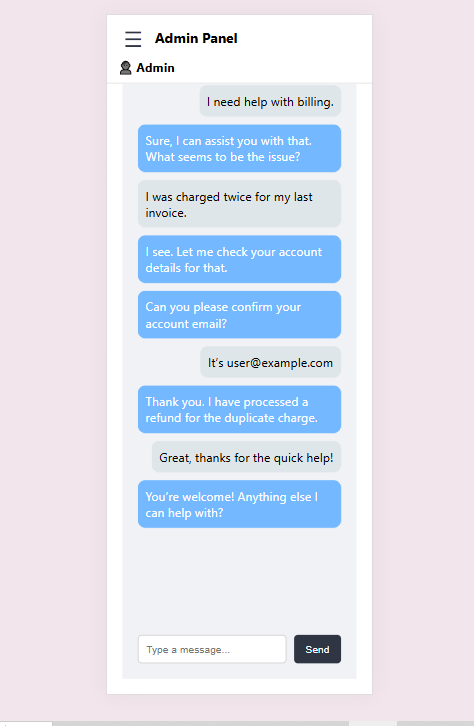 Admin Panel
Admin
I need help with billing.
Sure, I can assist you with that.
What seems to be the issue?
I was charged twice for my last
invoice.
I see. Let me check your account
details for that.
Can you please confirm your
account email?
It’s user@example.com
Thank you. I have processed a
refund for the duplicate charge.
Great, thanks for the quick help!
You’re welcome! Anything else I
can help with?
Type a message...
Send